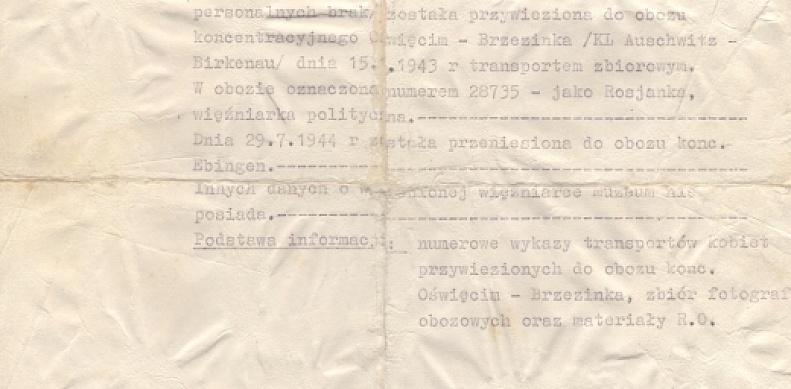 personalnych brak/ została przywieziona do obozu
koncentracyjnego Oświęcim - Brzezinka /KL Auschwitz -
Birkenau/ dnia 15. .1943 r transportem zbiorowym.
W obozie oznaczona numerem 28735 - jako Rosjanka,
więźniarka polityczna.----------------------------------
Dnia 29.7.1944 r została przeniesiona do obozu konc.-
Ebingen.------------------------------------------------
Innych danych o więźniarce muzeum nie
posiada.------------------------------------------------
Podstawa informacji: numerowe wykazy transportów kobiet
przywiezionych do obozu konc.
Oświęcim - Brzezinka, zbiór fotograf
obozowych oraz materiały R.O.